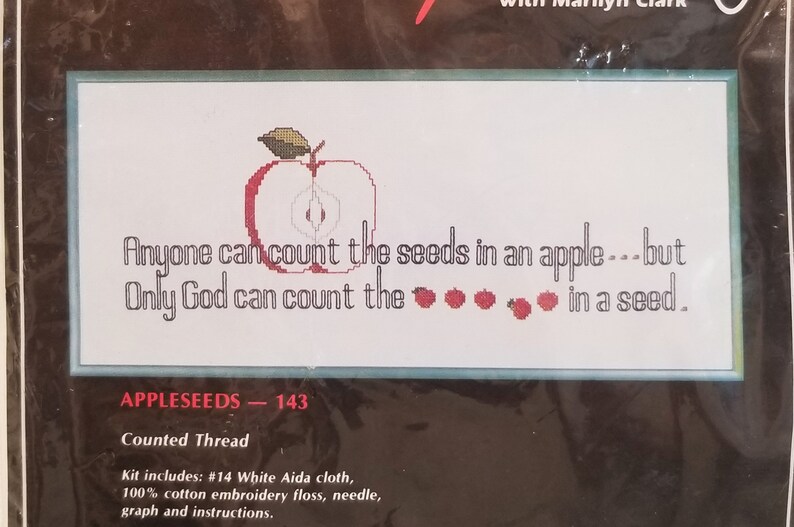 with Marilyn Clark
Anyone can count the seeds in an apple...but
Only God can count the in a seed.
APPLESEEDS — 143
Counted Thread
Kit includes: #14 White Aida cloth,
100% cotton embroidery floss, needle,
graph and instructions.